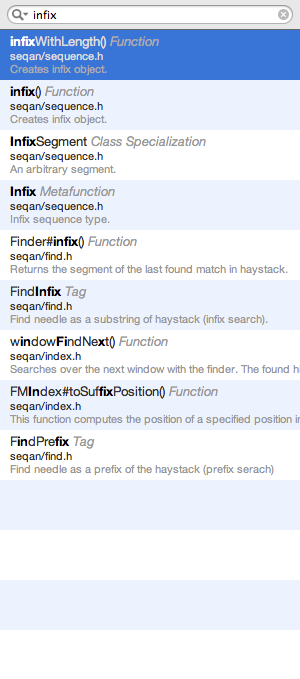 infix
infixWithLength() Function
seqan/sequence.h
Creates infix object.
infix() Function
seqan/sequence.h
Creates infix object.
InfixSegment Class Specialization
An arbitrary segment.
Infix Metafunction
seqan/sequence.h
Infix sequence type.
Finder#infix() Function
seqan/find.h
Returns the segment of the last found match in haystack.
FindInfix Tag
seqan/find.h
Find needle as a substring of haystack (infix search).
windowFindNext() Function
seqan/index.h
Searches over the next window with the finder. The found h
FMIndex#toSuffixPosition() Function
seqan/index.h
This function computes the position of a specified position in
FindPrefix Tag
seqan/find.h
Find needle as a prefix of the haystack (prefix serach)